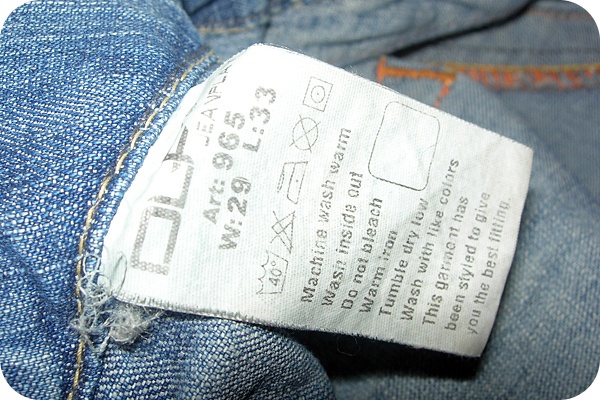 Art: 965
W:29 L:33
40°
Machine wash warm
Wash inside out
Do not bleach
Warm iron
Tumble dry low
Wash with like colors
This garment has
been styled to give
you the best fitting.